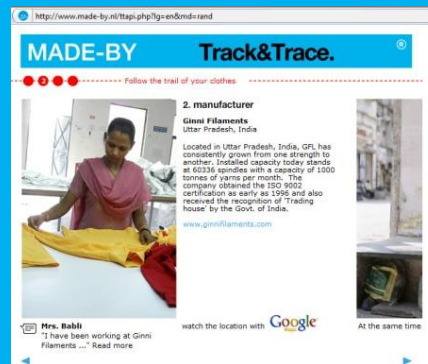 http://www.made-by.nl/ttapi.php?lg=en&md=rand
MADE-BY Track&Trace. ®
2 Follow the trail of your clothes
2. manufacturer
Ginni Filaments
Uttar Pradesh, India
Located in Uttar Pradesh, India, GFL has
consistently grown from one strength to
another. Installed capacity today stands
at 60336 spindles with a capacity of 1000
tonnes of yarns per month. The
company obtained the ISO 9002
certification as early as 1996 and also
received the recognition of 'Trading
house' by the Govt. of India.
www.ginnifilaments.com
Mrs. Babli
"I have been working at Ginni
Filaments ..." Read more
watch the location with Google
At the same time